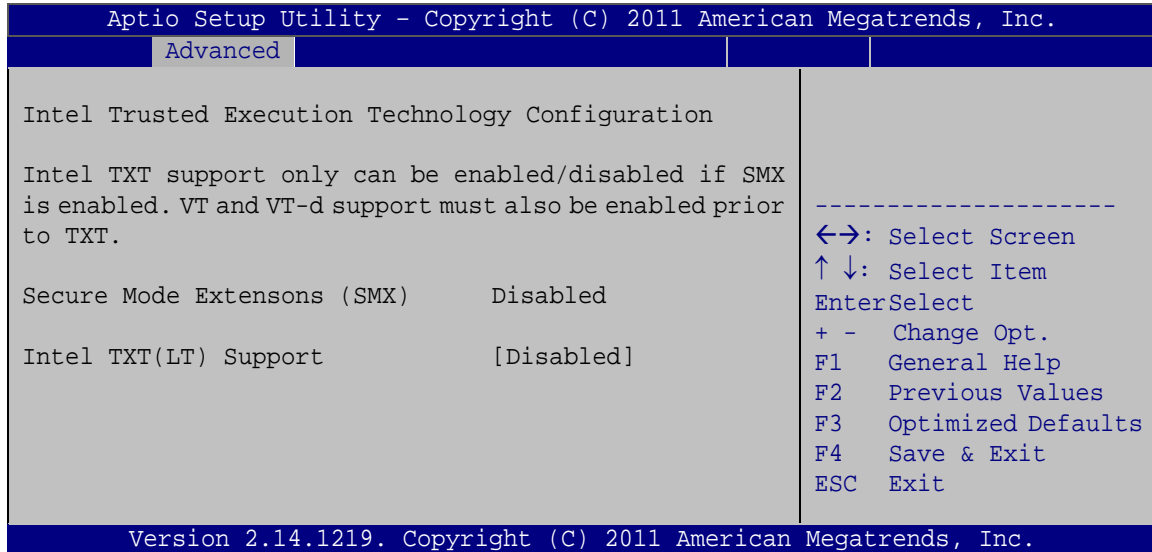 Aptio Setup Utility – Copyright (C) 2011 American Megatrends, Inc.
Advanced
Intel Trusted Execution Technology Configuration
Intel TXT support only can be enabled/disabled if SMX
is enabled. VT and VT-d support must also be enabled prior
to TXT.
Secure Mode Extensons (SMX) Disabled
Intel TXT(LT) Support [Disabled]
---------------------
←→: Select Screen
↑ ↓: Select Item
EnterSelect
+ - Change Opt.
F1 General Help
F2 Previous Values
F3 Optimized Defaults
F4 Save & Exit
ESC Exit
Version 2.14.1219. Copyright (C) 2011 American Megatrends, Inc.